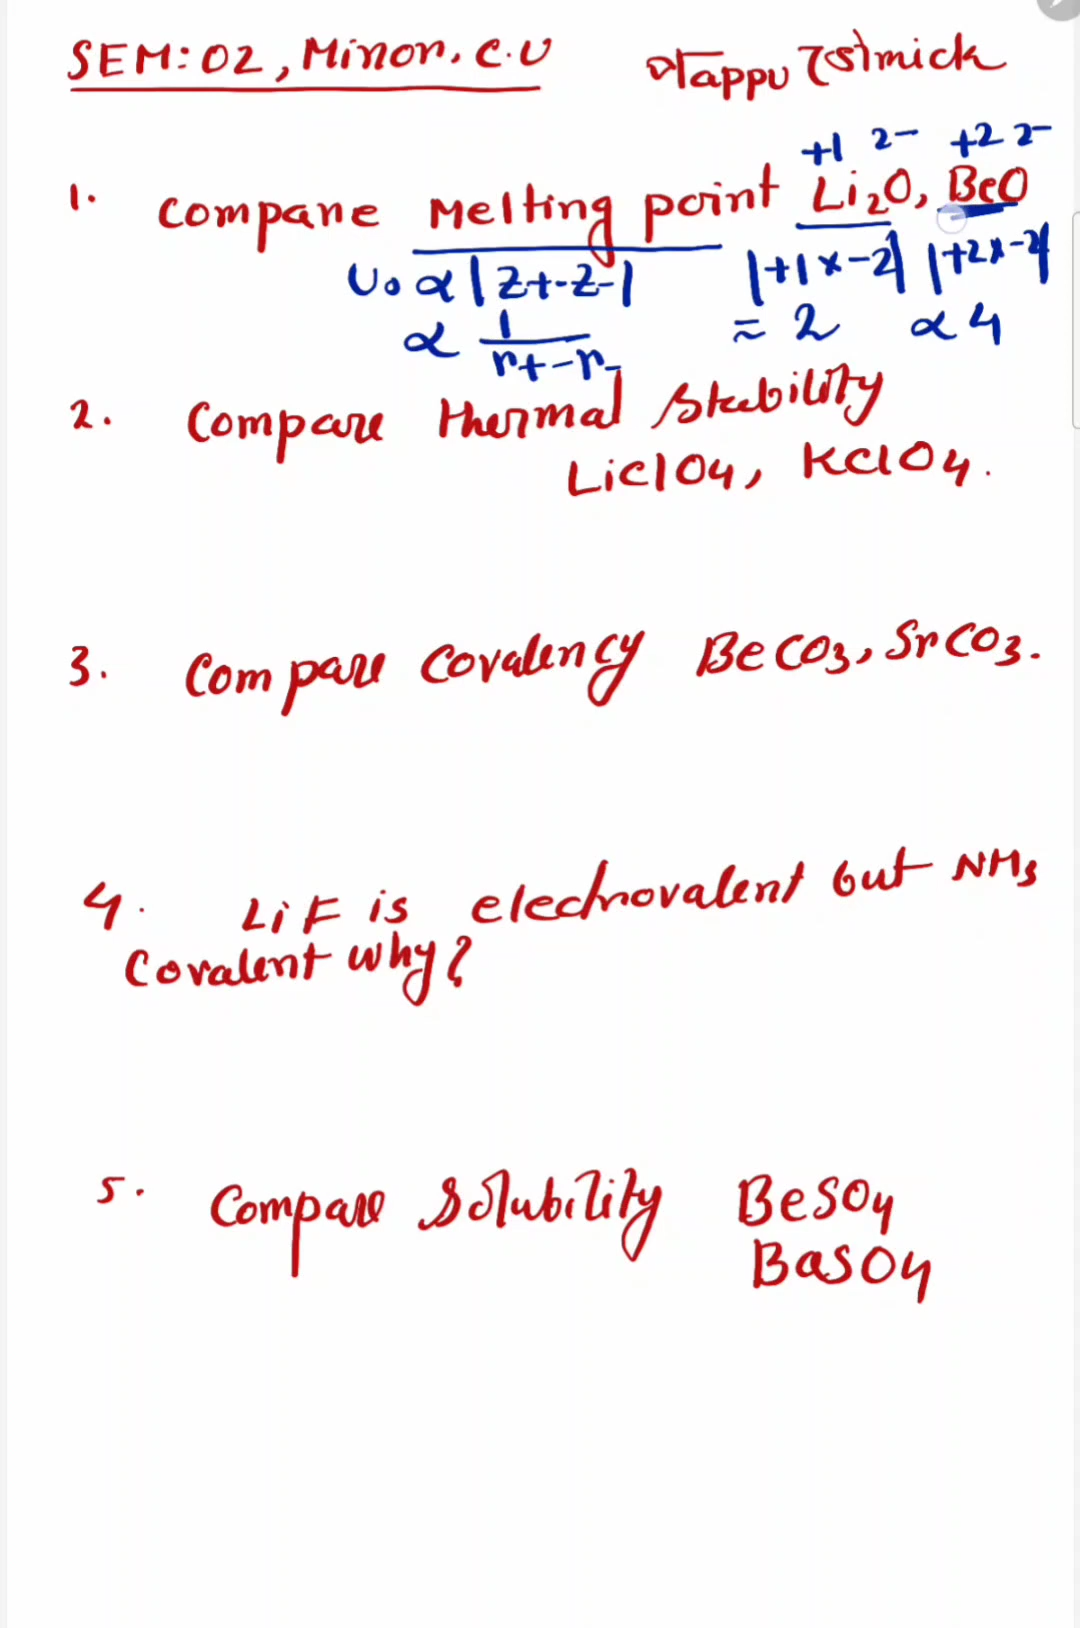 SEM: 02, Minor, C.U
Tappu
1. Compare Melting point Li₂O, BeO
+1 2- +2 2-
U₀ ∝ |Z+·Z-| |+1 x -2| |+2x-2|
∝ 1/r+-r- ≈ 2 ∝ 4
2. Compare thermal Stability
LiClO4, KClO4.
3. Compare Covalency BeCO3, SrCO3.
4. LiF is electrovalent but NH3
Covalent why?
5. Compare Solubility BeSO4
BaSO4